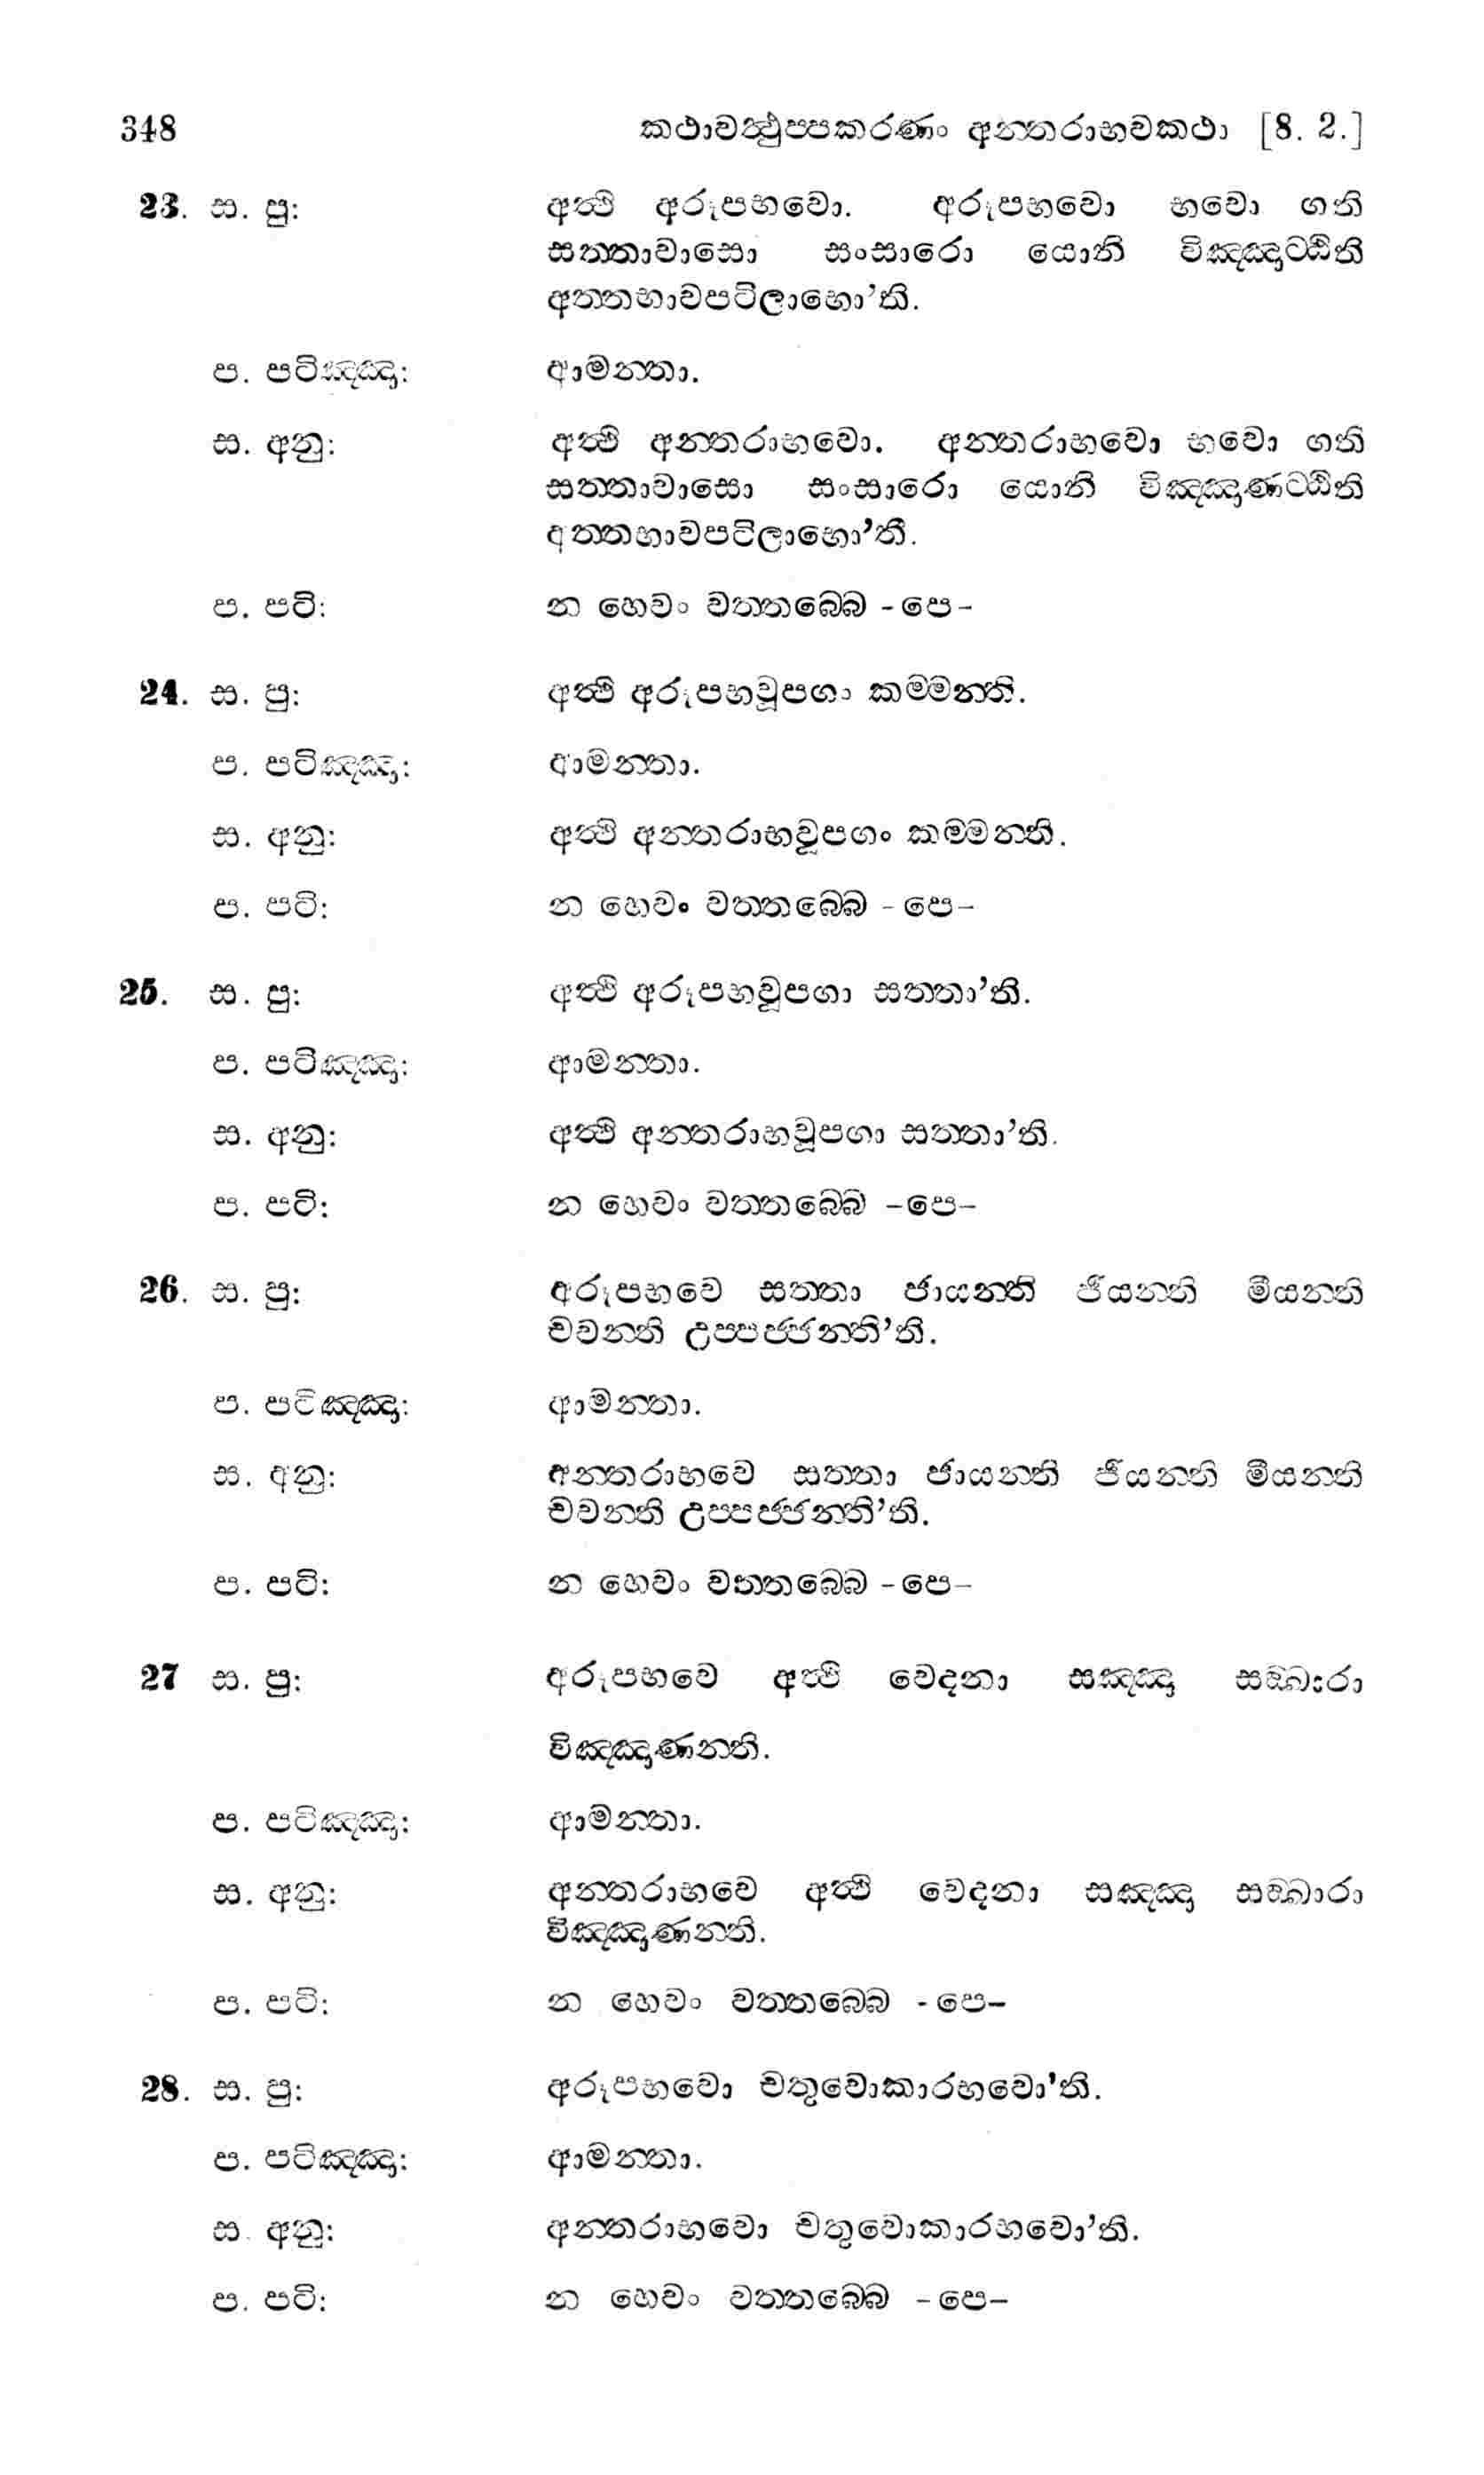 348 කථාවත්‍ථුප‍්පකරණං අන‍්තරාභවකථා [8. 2.]
23. ස. පු: අත්‍ථි අරූපභවො. අරූපභවො භවො ගති
සත‍්තාවාසො සංසාරො යොනි විඤ‍්ඤාට‍්ඨිති
අත‍්තභාවපටිලාභො’ති.
ප. පටිඤ‍්ඤා: ආමන‍්තා.
ස. අනු: අත්‍ථි අන‍්තරාභවො. අන‍්තරාභවො භවො ගති
සත‍්තාවාසො සංසාරො යොනි විඤ‍්ඤාණට‍්ඨිති
අත‍්තභාවපටිලාභො’තී.
ප. පටි: න හෙවං වත‍්තබ‍්බෙ -පෙ-
24. ස. පු: අත්‍ථි අරූපභවූපගං කම‍්මන‍්ති.
ප. පටිඤ‍්ඤා: ආමන‍්තා.
ස. අනු: අත්‍ථි අන‍්තරාභවූපගං කම‍්මන‍්ති.
ප. පටි: න හෙවං වත‍්තබ‍්බෙ -පෙ-
25. ස. පු: අත්‍ථි අරූපභවූපගා සත‍්තා’ති.
ප. පටිඤ‍්ඤා: ආමන‍්තා.
ස. අනු: අත්‍ථි අන‍්තරාභවූපගා සත‍්තා’ති.
ප. පටි: න හෙවං වත‍්තබ‍්බෙ -පෙ-
26. ස. පු: අරූපභවෙ සත‍්තා ජායන‍්ති ජීයන‍්ති මීයන‍්ති
චවන‍්ති උප‍්පජ‍්ජන‍්ති’ති.
ප. පටිඤ‍්ඤා: ආමන‍්තා.
ස. අනු: අන‍්තරාභවෙ සත‍්තා ජායන‍්ති ජීයන‍්ති මීයන‍්ති
චවන‍්ති උප‍්පජ‍්ජන‍්ති’ති.
ප. පටි: න හෙවං වත‍්තබ‍්බෙ -පෙ-
27 ස. පු: අරූපභවෙ අත්‍ථි වෙදනා සඤ‍්ඤා සඞ‍්ඛාරා
විඤ‍්ඤාණන‍්ති.
ප. පටිඤ‍්ඤා: ආමන‍්තා.
ස. අනු: අන‍්තරාභවෙ අත්‍ථි වෙදනා සඤ‍්ඤා සඞ‍්ඛාරා
විඤ‍්ඤාණන‍්ති.
ප. පටි: න හෙවං වත‍්තබ‍්බෙ -පෙ-
28. ස. පු: අරූපභවො චතුවොකාරභවො’ති.
ප. පටිඤ‍්ඤා: ආමන‍්තා.
ස. අනු: අන‍්තරාභවො චතුවොකාරභවො’ති.
ප. පටි: න හෙවං වත‍්තබ‍්බෙ -පෙ-